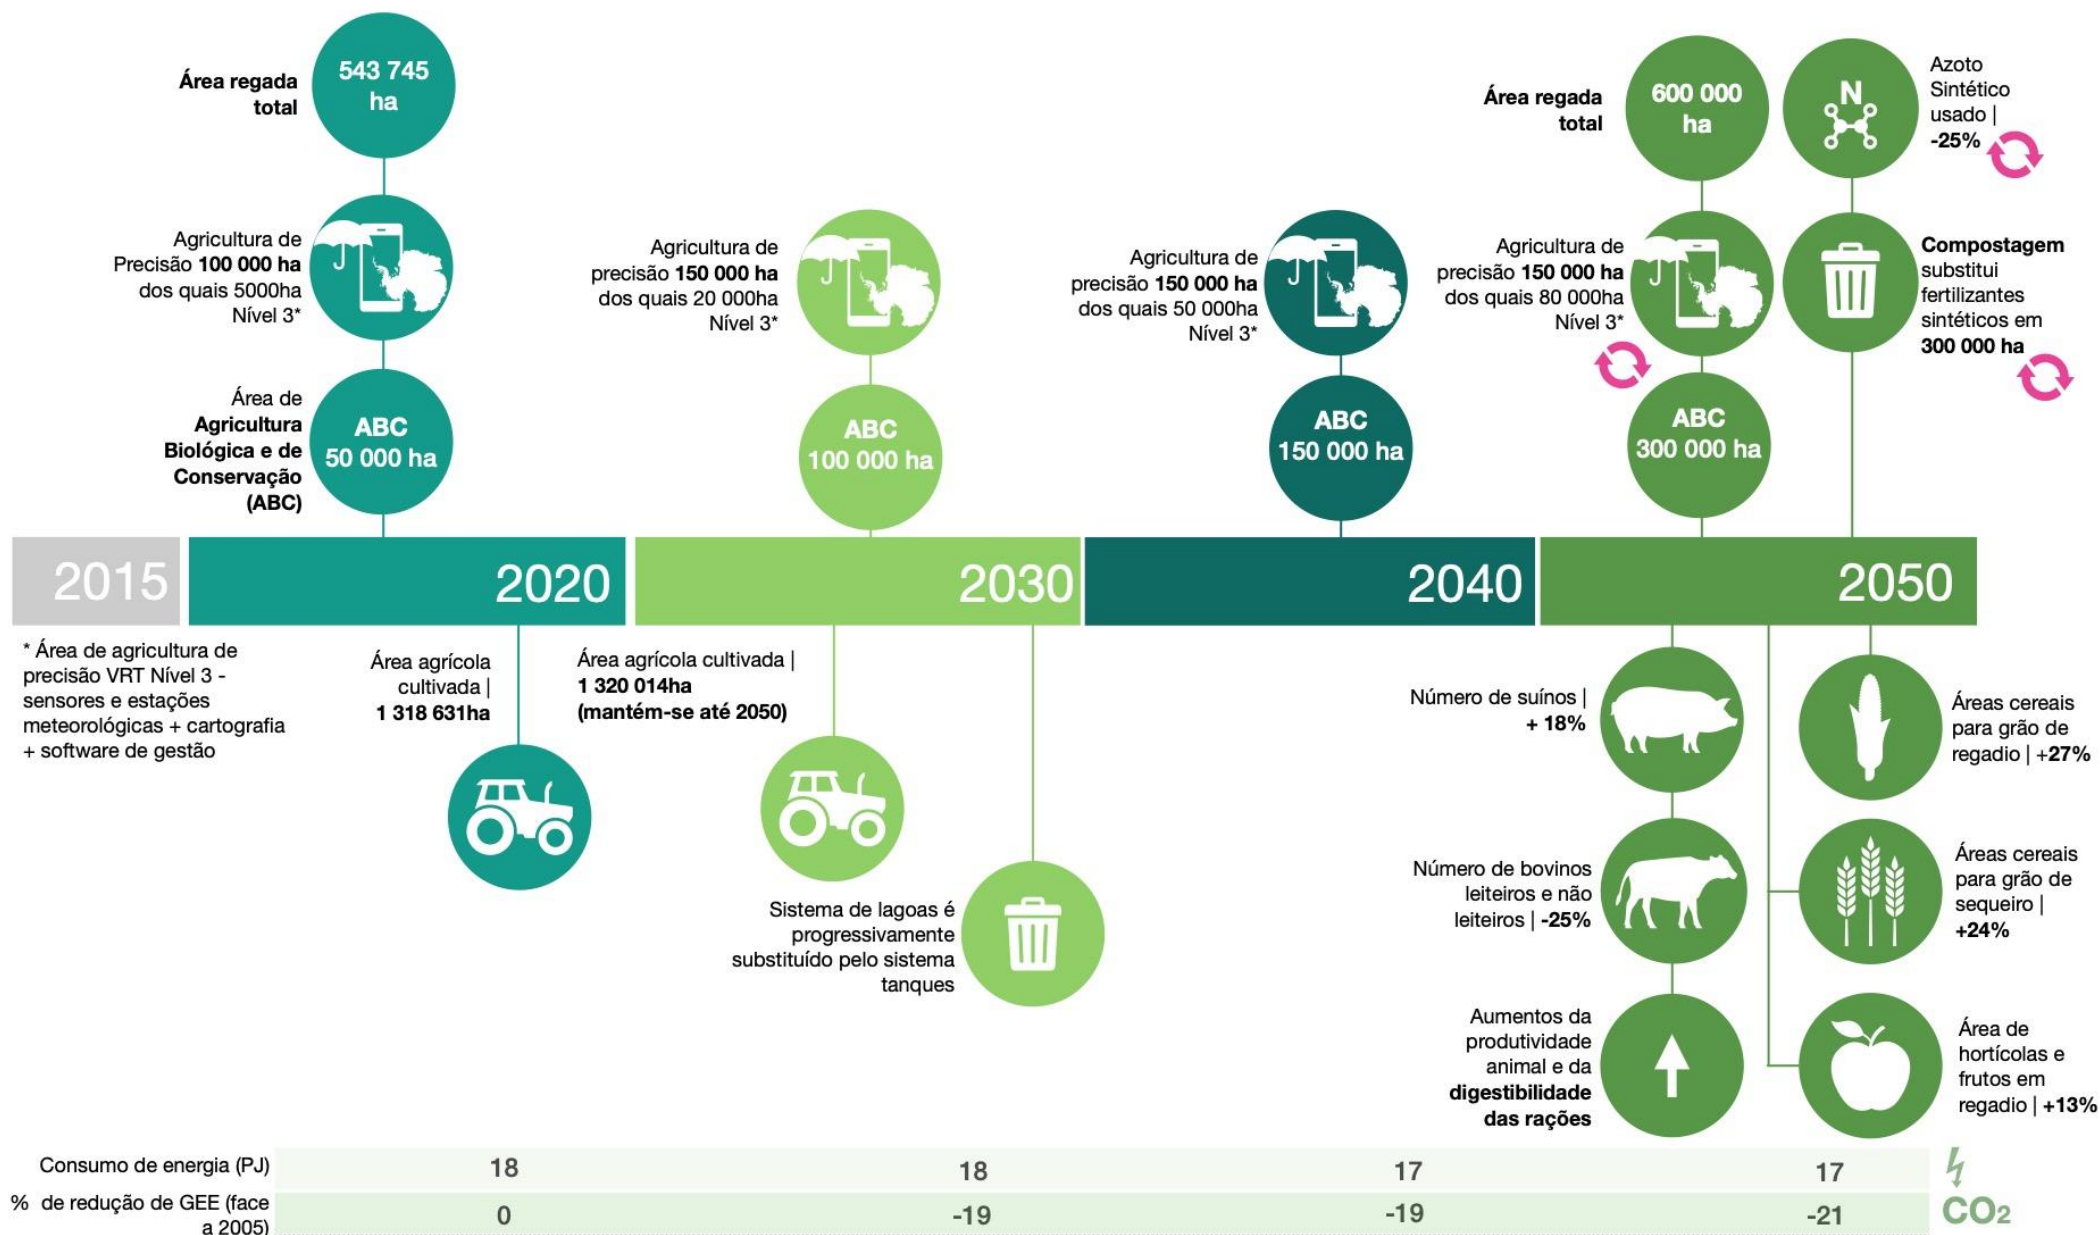 Área regada
total
543 745
ha
Agricultura de
Precisão 100 000 ha
dos quais 5000ha
Nível 3*
Área de
Agricultura
Biológica e de
Conservação
(ABC)
ABC
50 000 ha
Agricultura de
precisão 150 000 ha
dos quais 20 000ha
Nível 3*
ABC
100 000 ha
Agricultura de
precisão 150 000 ha
dos quais 50 000ha
Nível 3*
ABC
150 000 ha
Área regada
total
600 000
ha
Agricultura de
precisão 150 000 ha
dos quais 80 000ha
Nível 3*
ABC
300 000 ha
N
Azoto
Sintético
usado |
-25%
Compostagem
substitui
fertilizantes
sintéticos em
300 000 ha
2015
2020
2030
2040
2050
* Área de agricultura de
precisão VRT Nível 3 -
sensores e estações
meteorológicas + cartografia
+ software de gestão
Área agrícola
cultivada |
1 318 631ha
Área agrícola cultivada |
1 320 014ha
(mantém-se até 2050)
Sistema de lagoas é
progressivamente
substituído pelo sistema
tanques
Número de suínos |
+ 18%
Número de bovinos
leiteiros e não
leiteiros | -25%
Aumentos da
produtividade
animal e da
digestibilidade
das rações
Áreas cereais
para grão de
regadio | +27%
Áreas cereais
para grão de
sequeiro |
+24%
Área de
hortícolas e
frutos em
regadio | +13%
Consumo de energia (PJ) 18 18 17 17
% de redução de GEE (face
a 2005) 0 -19 -19 -21
CO2